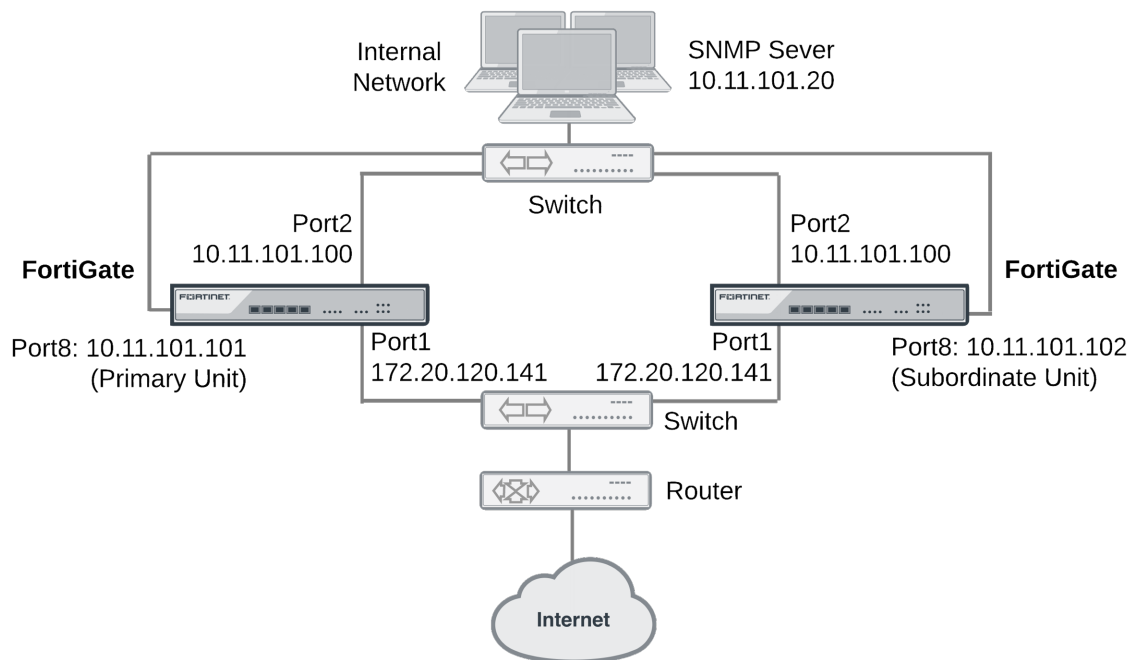 Internal
Network
SNMP Sever
10.11.101.20
Switch
Port2
10.11.101.100
Port2
10.11.101.100
FortiGate
FortiGate
FORTINET
FORTINET
Port8: 10.11.101.101
(Primary Unit)
Port1
172.20.120.141
Port1
172.20.120.141
Port8: 10.11.101.102
(Subordinate Unit)
Switch
Router
Internet